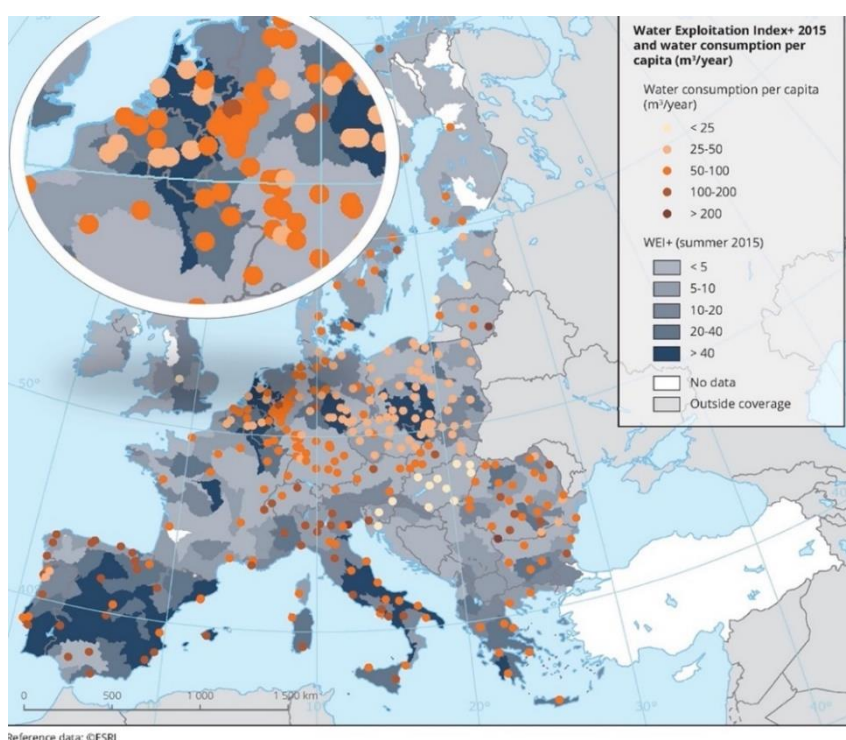 Water Exploitation Index+ 2015
and water consumption per
capita (m³/year)
Water consumption per capita
(m³/year)
< 25
25-50
50-100
100-200
> 200
WEI+ (summer 2015)
< 5
5-10
10-20
20-40
> 40
No data
Outside coverage
50°
40°
0 500 1 000 1 500 km
10° 20° 30° 40°
Reference data: ©ESRI